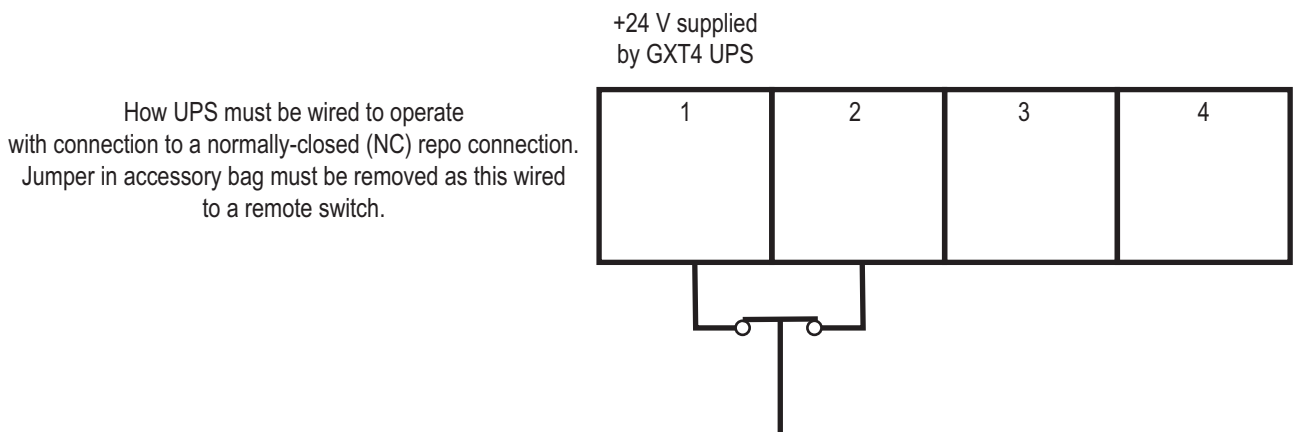 +24 V supplied
by GXT4 UPS
How UPS must be wired to operate
with connection to a normally-closed (NC) repo connection.
Jumper in accessory bag must be removed as this wired
to a remote switch.
1 2 3 4